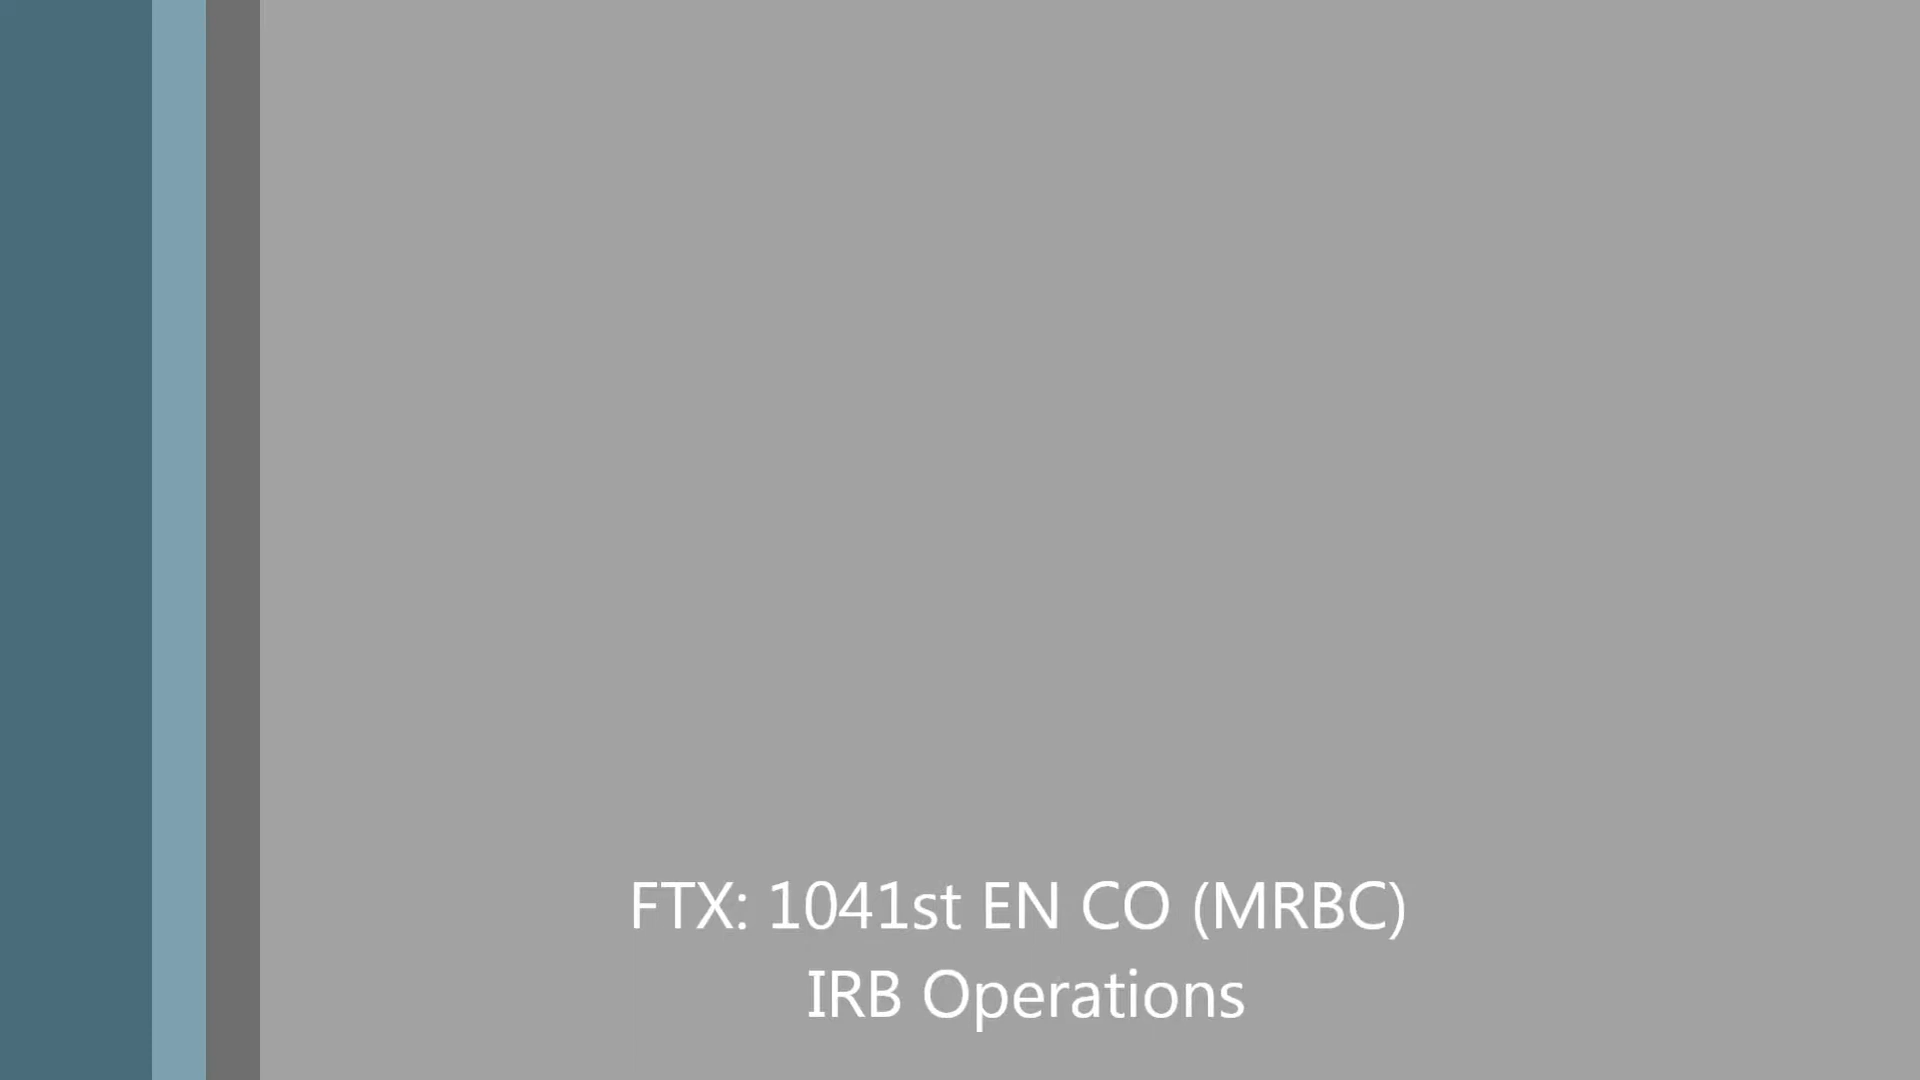 FTX: 1041st EN CO (MRBC)
IRB Operations